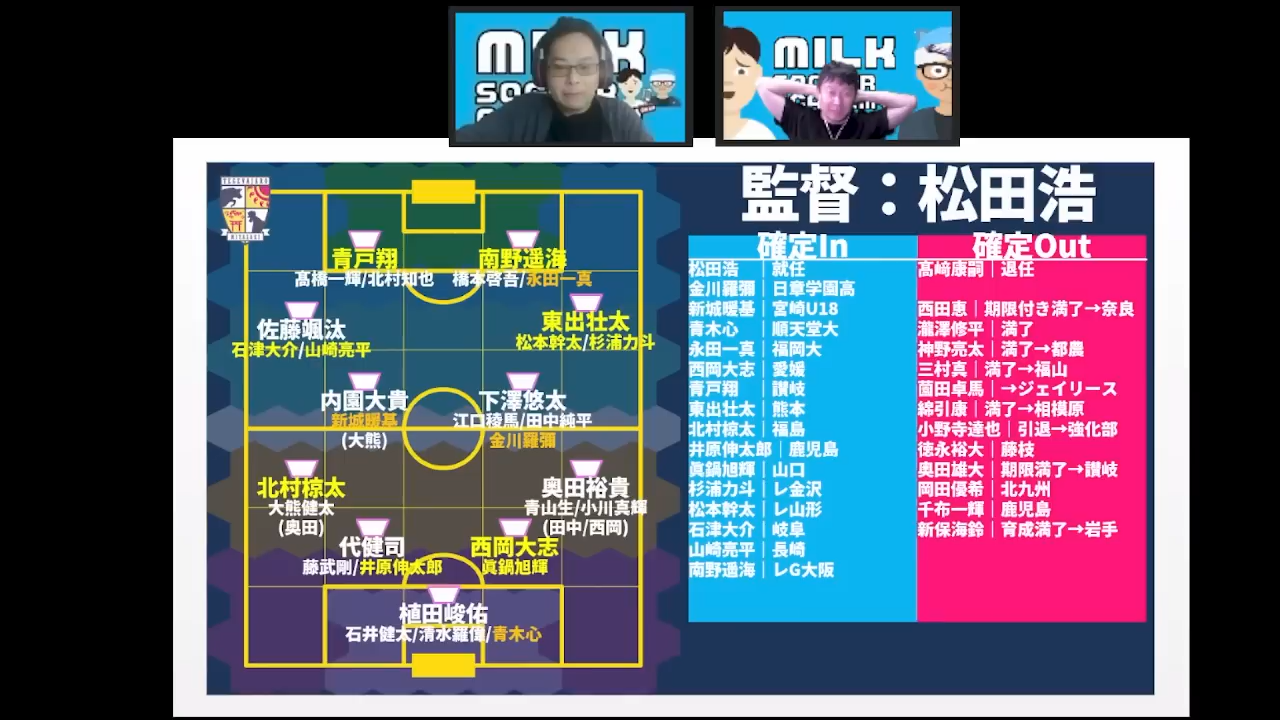 MILK
SOCCER
MILK
SOCCER
TEGEVAJARO
MIYAZAKI
監督：松田浩
青戸翔
南野遥海
髙橋一輝/北村知也
橋本啓吾/永田一真
佐藤颯汰
石津大介/山崎亮平
東出壮太
松本幹太/杉浦力斗
内園大貴
新城暖基
(大熊)
下澤悠太
江口稜馬/田中純平
金川羅彌
北村椋太
大熊健太
(奥田)
奥田裕貴
青山生/小川真輝
(田中/西岡)
代健司
藤武剛/井原伸太郎
西岡大志
眞鍋旭輝
植田峻佑
石井健太/清水羅偉/青木心
確定In
松田浩｜就任
金川羅彌｜日章学園高
新城暖基｜宮崎U18
青木心｜順天堂大
永田一真｜福岡大
西岡大志｜愛媛
青戸翔｜讃岐
東出壮太｜熊本
北村椋太｜福島
井原伸太郎｜鹿児島
眞鍋旭輝｜山口
杉浦力斗｜レ金沢
松本幹太｜レ山形
石津大介｜岐阜
山崎亮平｜長崎
南野遥海｜レG大阪
確定Out
髙崎康嗣｜退任
西田恵｜期限付き満了→奈良
瀧澤修平｜満了
神野亮太｜満了→都農
三村真｜満了→福山
薗田卓馬｜→ジェイリース
綿引康｜満了→相模原
小野寺達也｜引退→強化部
徳永裕大｜藤枝
奥田雄大｜期限満了→讃岐
岡田優希｜北九州
千布一輝｜鹿児島
新保海鈴｜育成満了→岩手